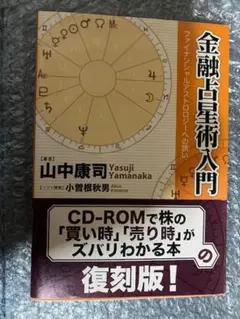 金融占星術入門
ファイナンシャルアストロロジーへの誘い
【著者】
山中康司
Yasuji
Yamanaka
【ソフト開発】
小曽根秋男
Akio
Kosone
CD-ROMで株の
「買い時」「売り時」が
ズバリわかる本
の
復刻版!